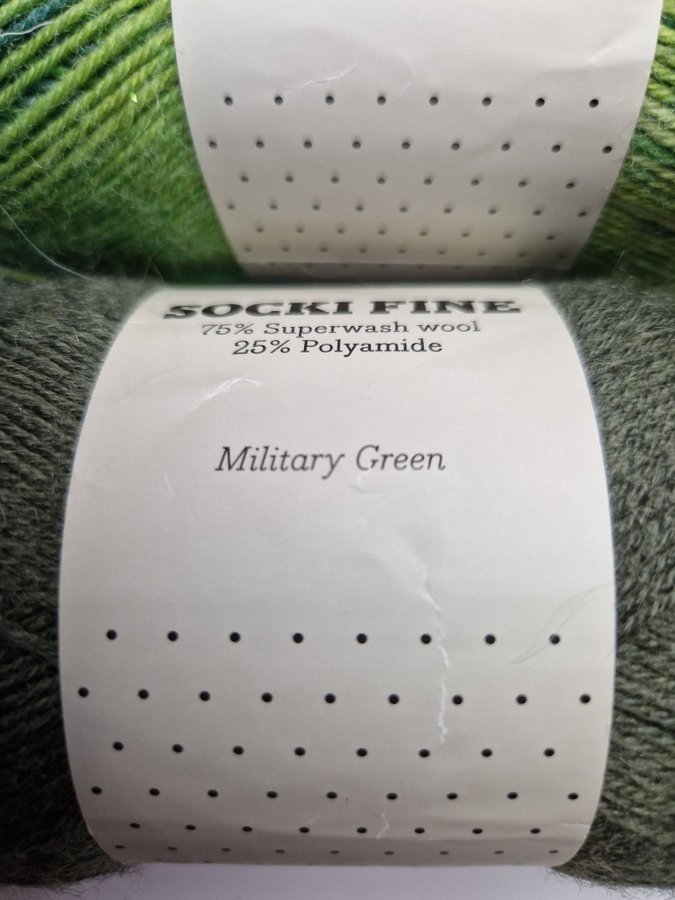 SOCKI FINE
75% Superwash wool
25% Polyamide
Military Green